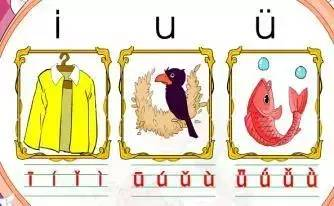 i u ü
ī í ǐ ì ū ú ǔ ù ǖ ǘ ǚ ǜ